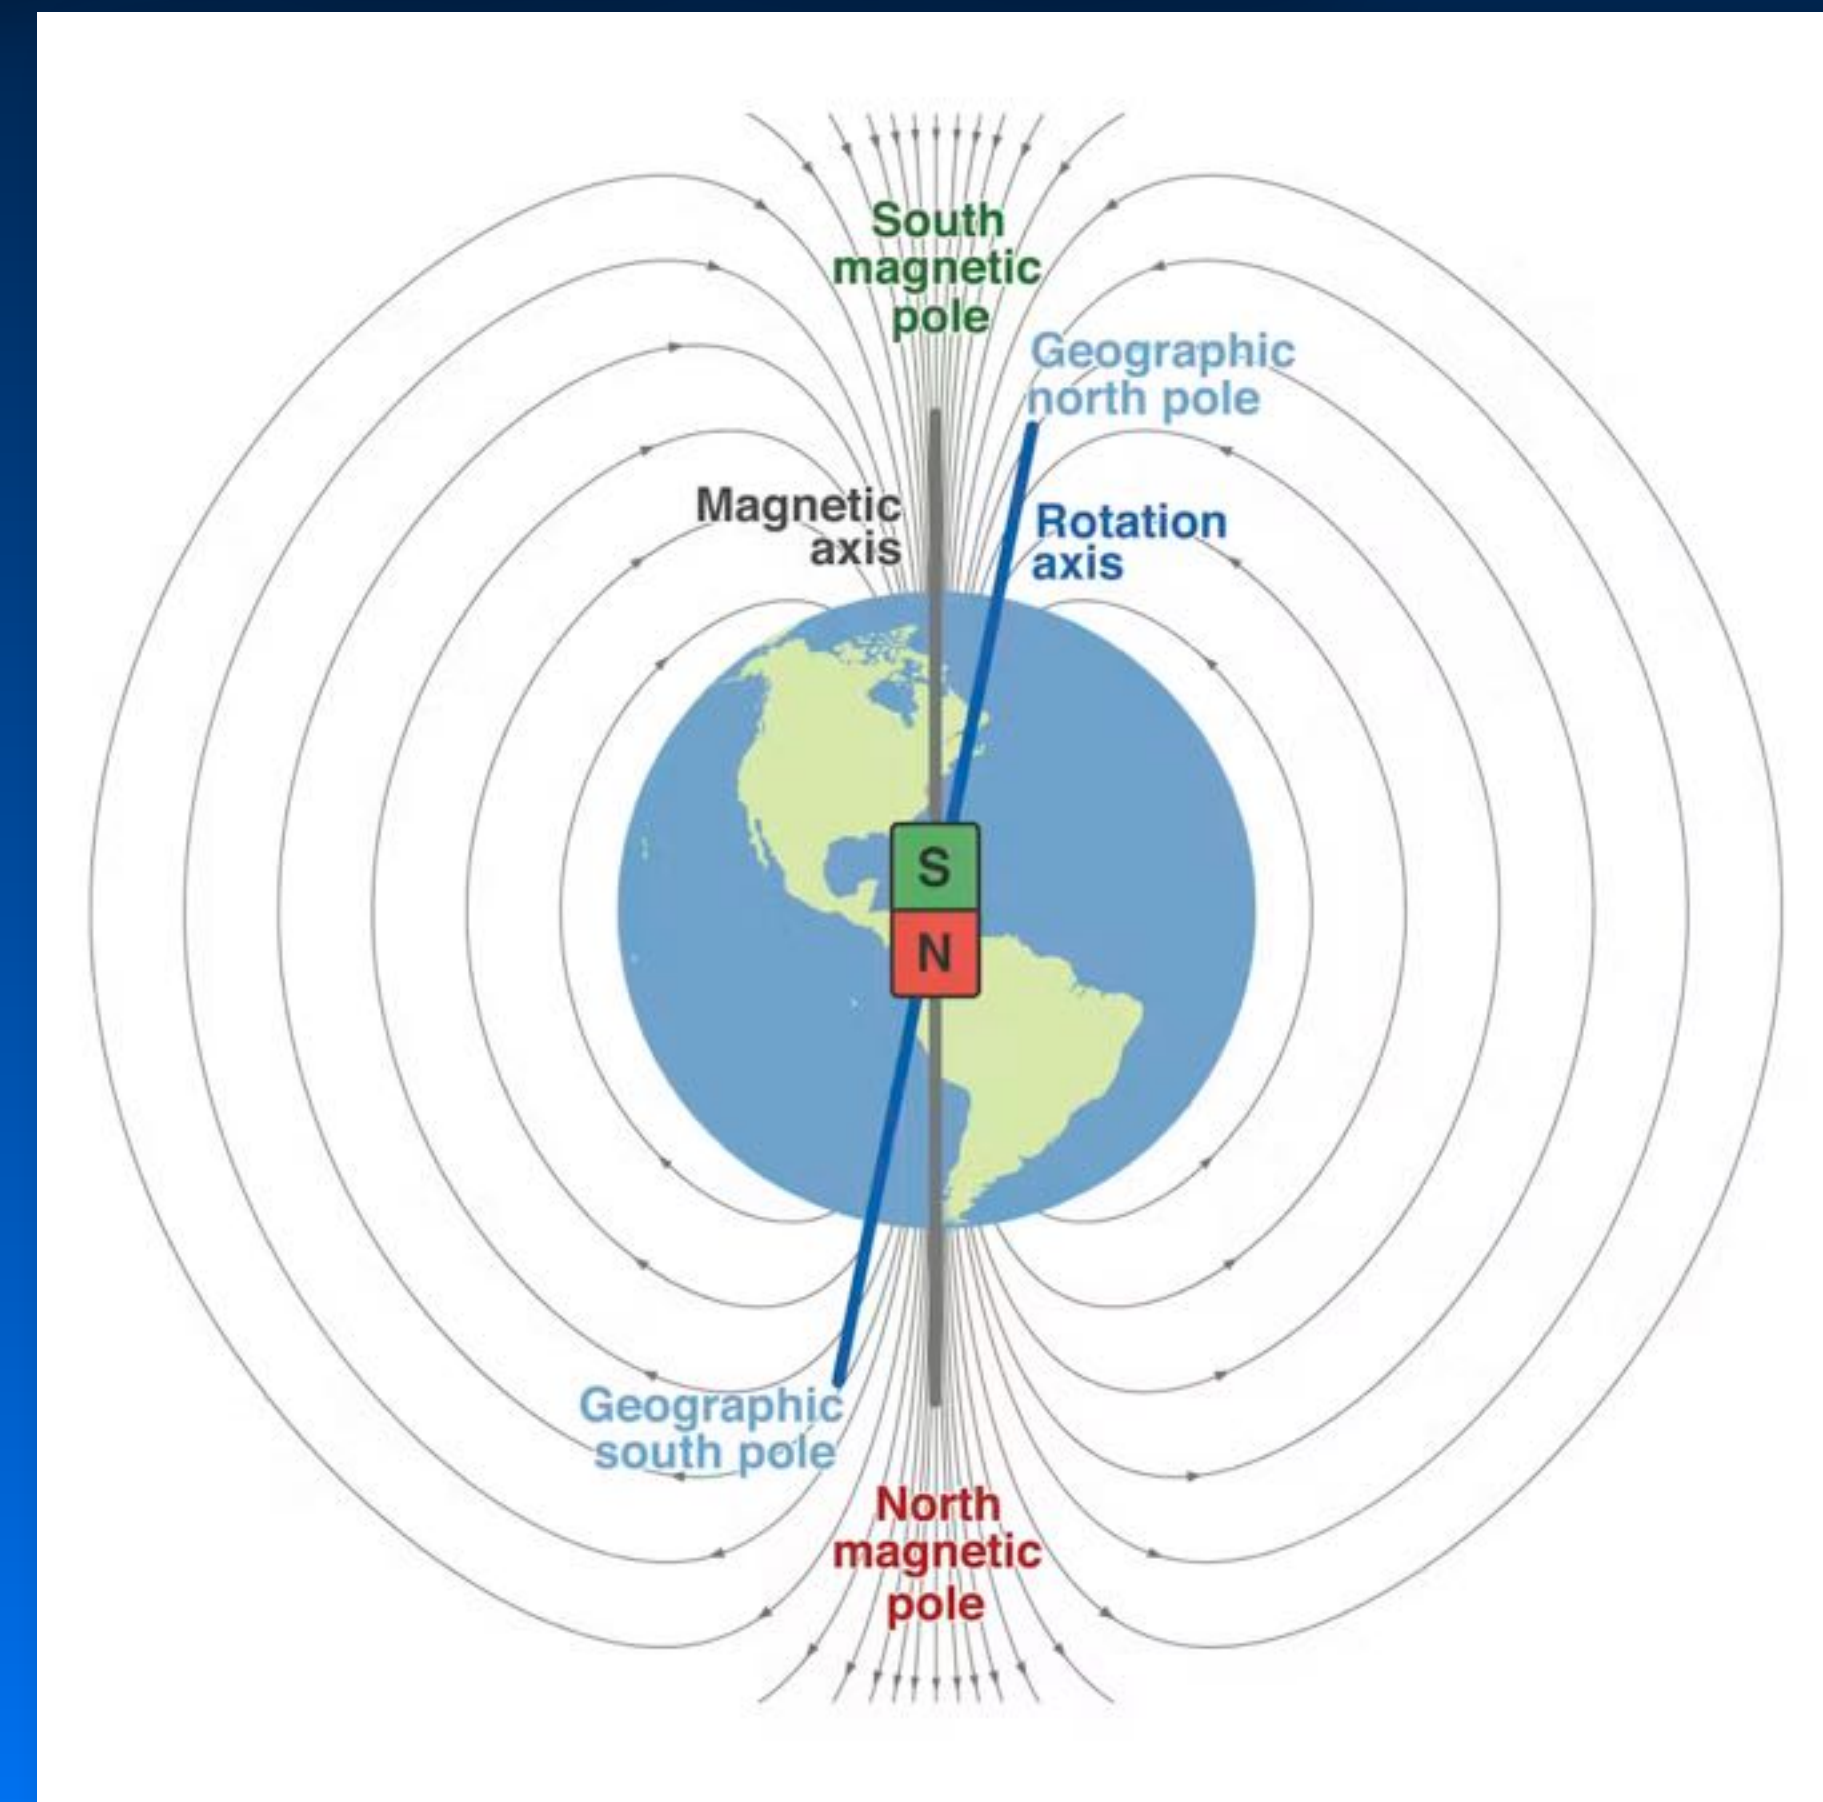 South
magnetic
pole
Geographic
north pole
Magnetic
axis
Rotation
axis
S
N
Geographic
south pole
North
magnetic
pole